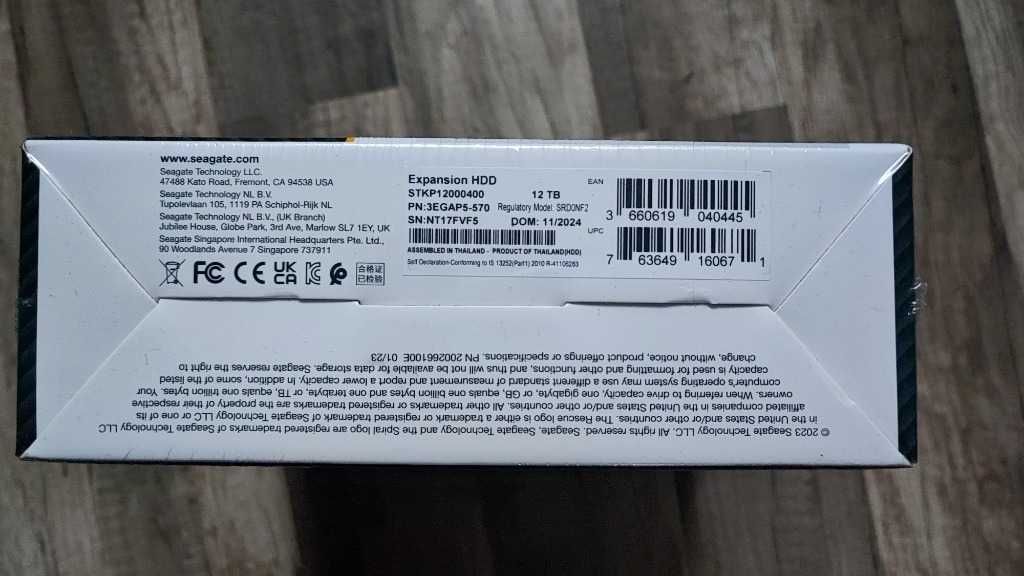 www.seagate.com
Seagate Technology LLC.
47488 Kato Road, Fremont, CA 94538 USA
Seagate Technology NL B.V.
Tupolevlaan 105, 1119 PA Schiphol-Rijk NL
Seagate Technology NL B.V., (UK Branch)
Jubilee House, Globe Park, 3rd Ave, Marlow SL7 1EY, UK
Seagate Singapore International Headquarters Pte. Ltd.,
90 Woodlands Avenue 7 Singapore 737911
FC CE UK CA
合格证
已检验
Expansion HDD
STKP12000400 12 TB
PN:3EGAP5-570 Regulatory Model: SRD0NF2
SN:NT17FVF5 DOM: 11/2024
ASSEMBLED IN THAILAND - PRODUCT OF THAILAND(HDD)
Self Declaration-Conforming to IS 13252(Part1) 2010 R-41106263
EAN
3 660619 040445
UPC
7 63649 16067 1
© 2023 Seagate Technology LLC. All rights reserved. Seagate, Seagate Technology and the Spiral logo are registered trademarks of Seagate Technology LLC
in the United States and/or other countries. The Rescue logo is either a trademark or registered trademark of Seagate Technology LLC or one of its
affiliated companies in the United States and/or other countries. All other trademarks or registered trademarks are the property of their respective
owners. When referring to drive capacity, one gigabyte, or GB, equals one billion bytes and one terabyte, or TB, equals one trillion bytes. Your
computer's operating system may use a different standard of measurement and report a lower capacity. In addition, some of the listed
capacity is used for formatting and other functions, and thus will not be available for data storage. Seagate reserves the right to
change, without notice, product offerings or specifications. PN 200266100E 01/23